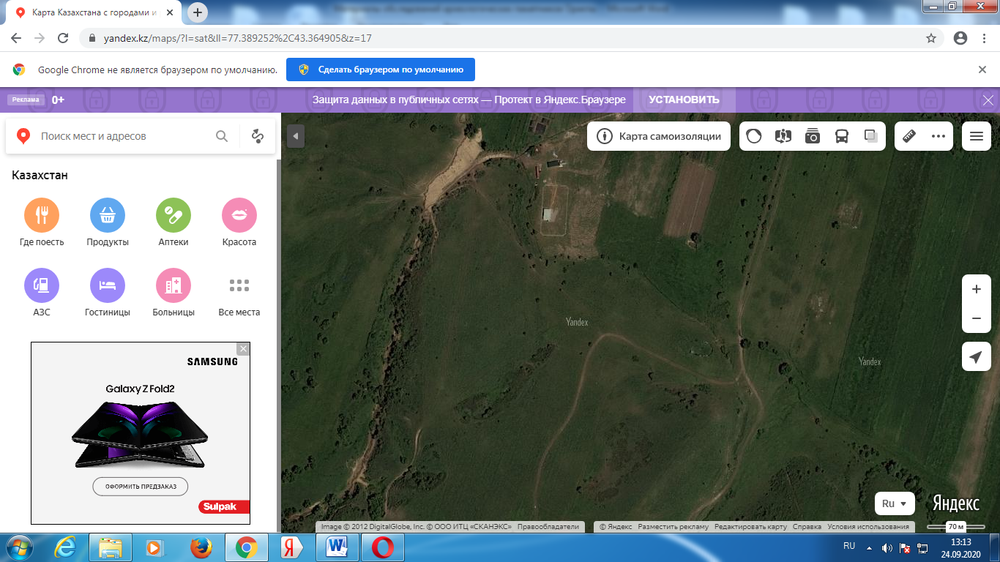 Карта Казахстана с городами и
yandex.kz/maps/?l=sat&ll=77.389252%2C43.364905&z=17
Google Chrome не является браузером по умолчанию.
Сделать браузером по умолчанию
Реклама
0+
Защита данных в публичных сетях — Протект в Яндекс.Браузере
УСТАНОВИТЬ
Поиск мест и адресов
Карта самоизоляции
Казахстан
Где поесть
Продукты
Аптеки
Красота
АЗС
Гостиницы
Больницы
Все места
SAMSUNG
Galaxy Z Fold2
ОФОРМИТЬ ПРЕДЗАКАЗ
Sulpak
Yandex
Yandex
Ru
Яндекс
Image © 2012 DigitalGlobe, Inc. © ООО ИТЦ «СКАНЭКС» Правообладатели
© Яндекс Разместить рекламу Редактировать карту Справка Условия использования
70 м
RU
13:13
24.09.2020